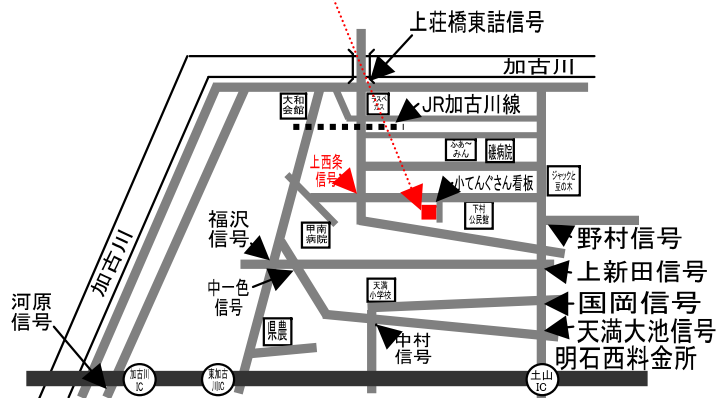 上荘橋東詰信号
加古川
大和
会館
ラスベ
ガス
JR加古川線
ふぁ～
みん
磯病院
上西条
信号
小てんぐさん看板
ジャックと
豆の木
下村
公民館
福沢
信号
甲南
病院
野村信号
加古川
上新田信号
中一色
信号
天満
小学校
河原
信号
国岡信号
県農
天満大池信号
中村
信号
明石西料金所
加古川
IC
東加古
川IC
土山
IC